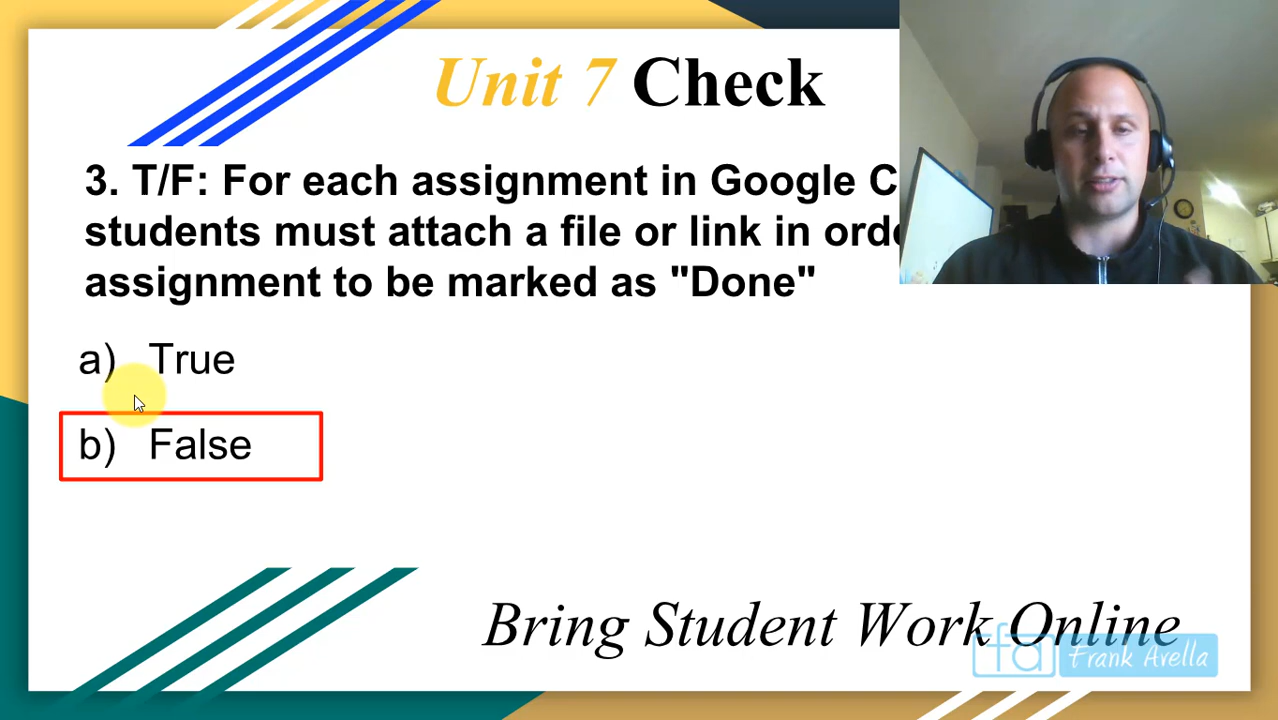 Unit 7 Check
3. T/F: For each assignment in Google C
students must attach a file or link in orde
assignment to be marked as "Done"
a) True
b) False
Bring Student Work Online
fa Frank Avella